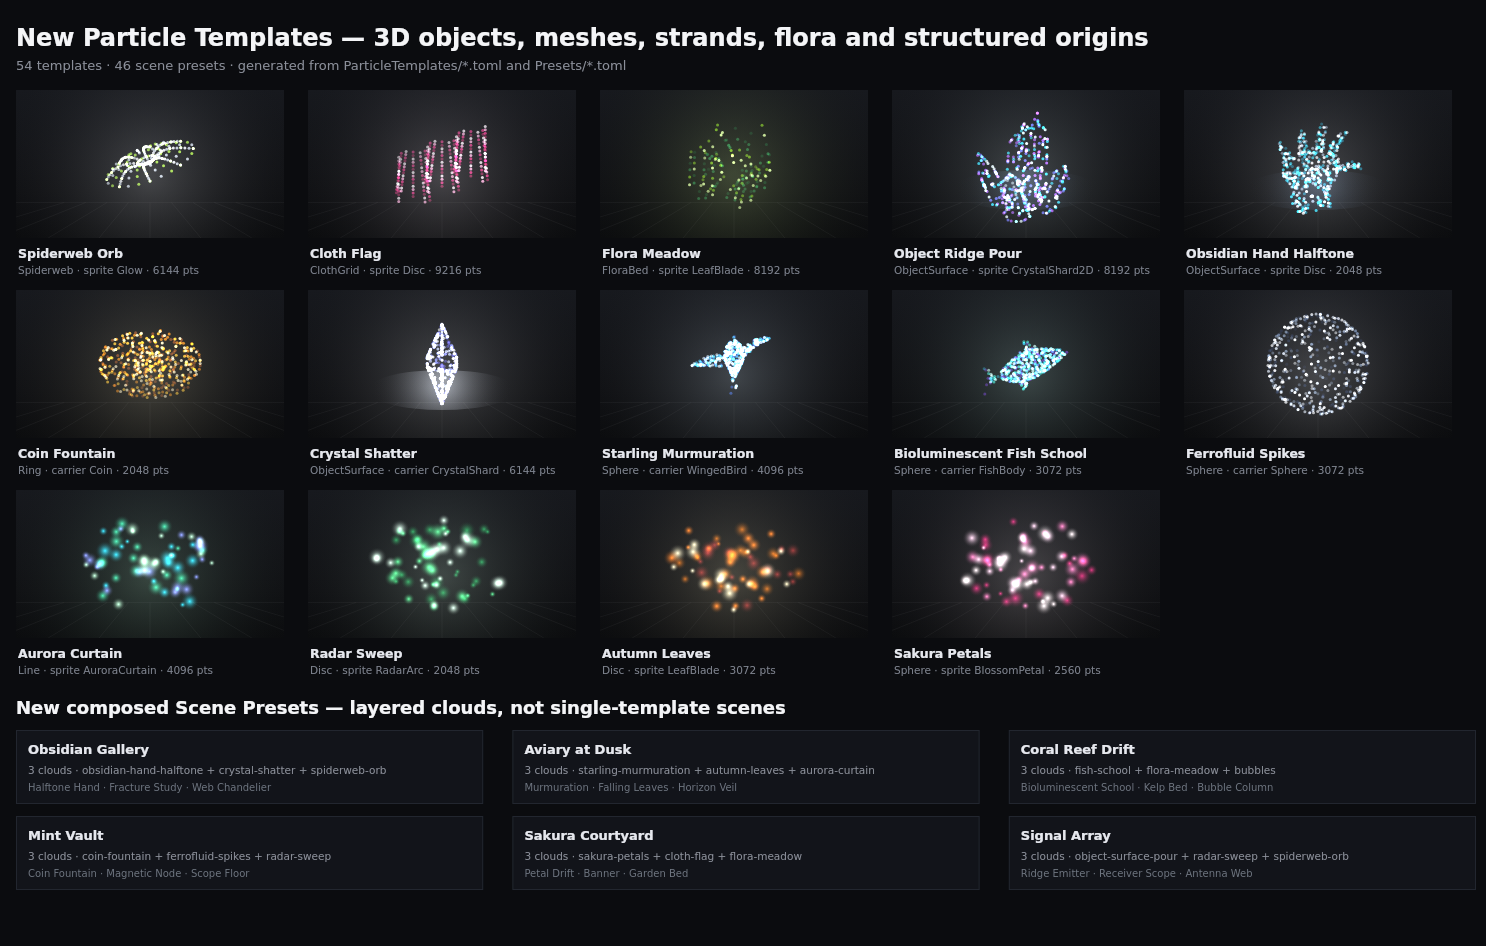 New Particle Templates — 3D objects, meshes, strands, flora and structured origins
54 templates · 46 scene presets · generated from ParticleTemplates/*.toml and Presets/*.toml
Spiderweb Orb
Spiderweb · sprite Glow · 6144 pts
Cloth Flag
ClothGrid · sprite Disc · 9216 pts
Flora Meadow
FloraBed · sprite LeafBlade · 8192 pts
Object Ridge Pour
ObjectSurface · sprite CrystalShard2D · 8192 pts
Obsidian Hand Halftone
ObjectSurface · sprite Disc · 2048 pts
Coin Fountain
Ring · carrier Coin · 2048 pts
Crystal Shatter
ObjectSurface · carrier CrystalShard · 6144 pts
Starling Murmuration
Sphere · carrier WingedBird · 4096 pts
Bioluminescent Fish School
Sphere · carrier FishBody · 3072 pts
Ferrofluid Spikes
Sphere · carrier Sphere · 3072 pts
Aurora Curtain
Line · sprite AuroraCurtain · 4096 pts
Radar Sweep
Disc · sprite RadarArc · 2048 pts
Autumn Leaves
Disc · sprite LeafBlade · 3072 pts
Sakura Petals
Sphere · sprite BlossomPetal · 2560 pts
New composed Scene Presets — layered clouds, not single-template scenes
Obsidian Gallery
3 clouds · obsidian-hand-halftone + crystal-shatter + spiderweb-orb
Halftone Hand · Fracture Study · Web Chandelier
Aviary at Dusk
3 clouds · starling-murmuration + autumn-leaves + aurora-curtain
Murmuration · Falling Leaves · Horizon Veil
Coral Reef Drift
3 clouds · fish-school + flora-meadow + bubbles
Bioluminescent School · Kelp Bed · Bubble Column
Mint Vault
3 clouds · coin-fountain + ferrofluid-spikes + radar-sweep
Coin Fountain · Magnetic Node · Scope Floor
Sakura Courtyard
3 clouds · sakura-petals + cloth-flag + flora-meadow
Petal Drift · Banner · Garden Bed
Signal Array
3 clouds · object-surface-pour + radar-sweep + spiderweb-orb
Ridge Emitter · Receiver Scope · Antenna Web